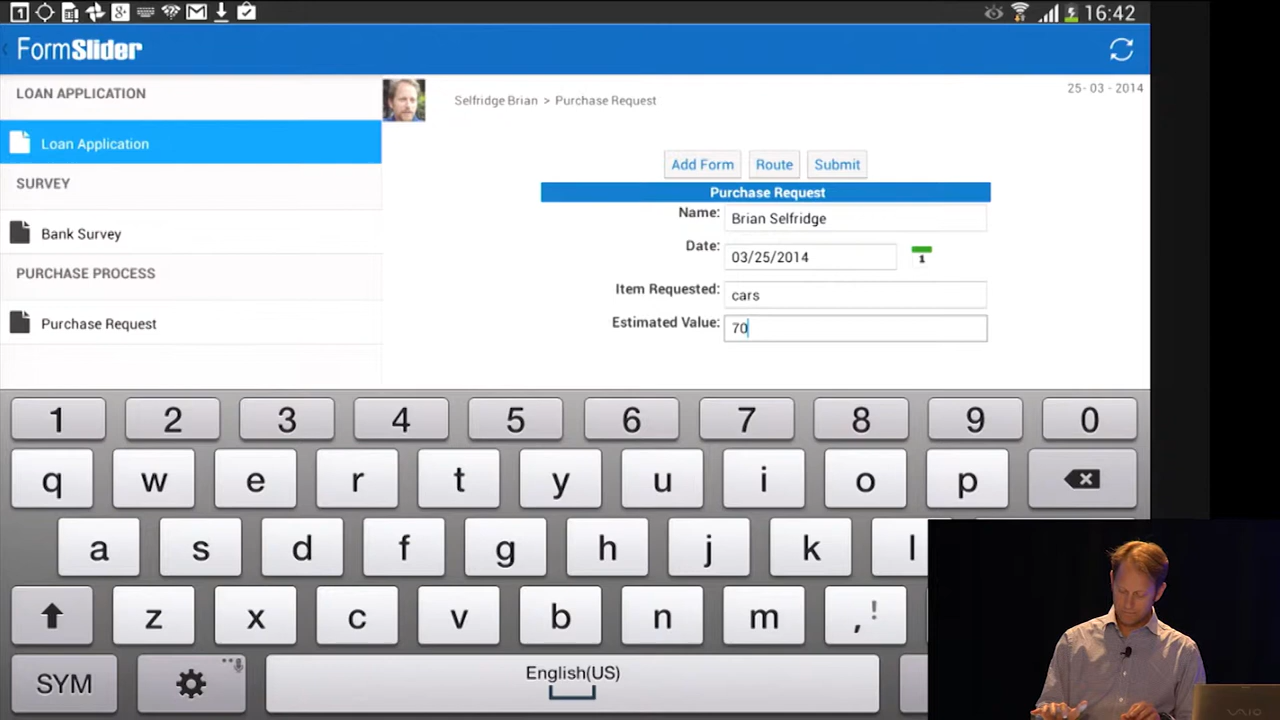 1 16:42
FormSlider
LOAN APPLICATION
Loan Application
SURVEY
Bank Survey
PURCHASE PROCESS
Purchase Request
Selfridge Brian > Purchase Request
25- 03 - 2014
Add Form Route Submit
Purchase Request
Name: Brian Selfridge
Date: 03/25/2014 1
Item Requested: cars
Estimated Value: 70
1 2 3 4 5 6 7 8 9 0
q w e r t y u i o p
a s d f g h j k l
z x c v b n m ,!
SYM English(US)
VAIO